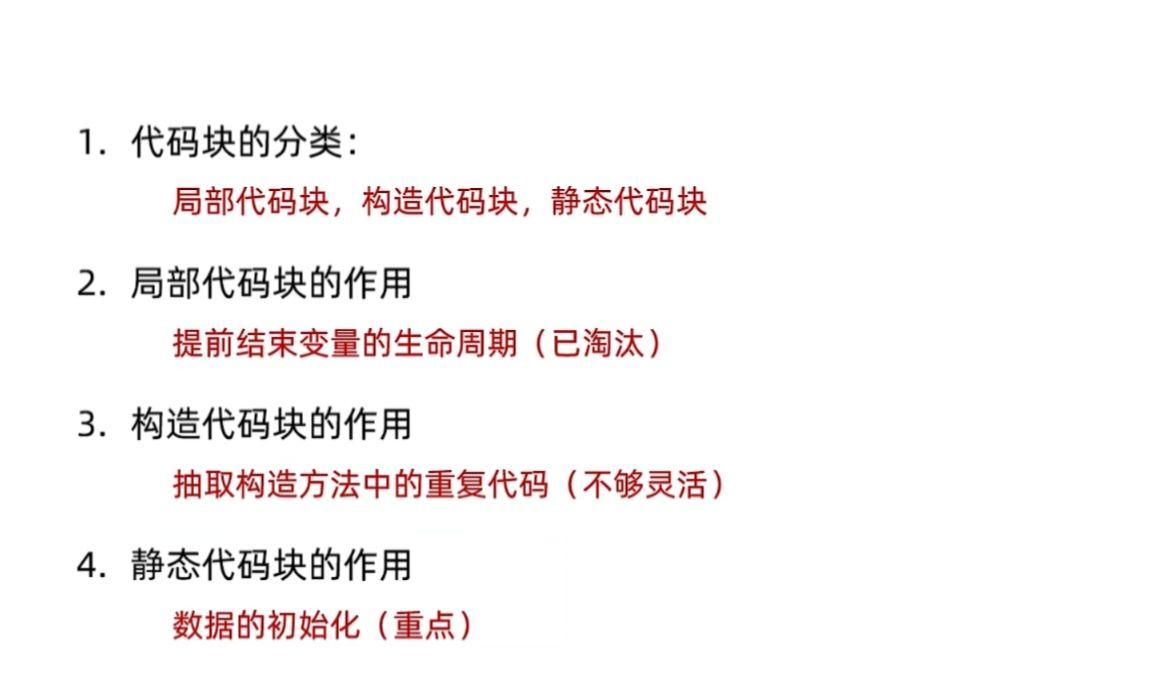 1. 代码块的分类：
局部代码块，构造代码块，静态代码块
2. 局部代码块的作用
提前结束变量的生命周期（已淘汰）
3. 构造代码块的作用
抽取构造方法中的重复代码（不够灵活）
4. 静态代码块的作用
数据的初始化（重点）